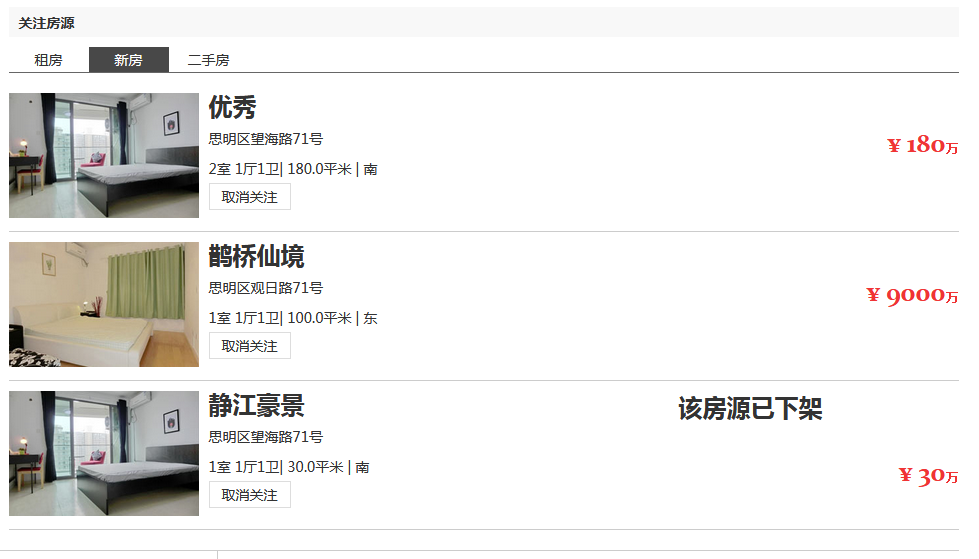 关注房源
租房 新房 二手房
优秀
思明区望海路71号
¥ 180万
2室 1厅1卫| 180.0平米 | 南
取消关注
鹊桥仙境
思明区观日路71号
¥ 9000万
1室 1厅1卫| 100.0平米 | 东
取消关注
静江豪景
该房源已下架
思明区望海路71号
1室 1厅1卫| 30.0平米 | 南
¥ 30万
取消关注